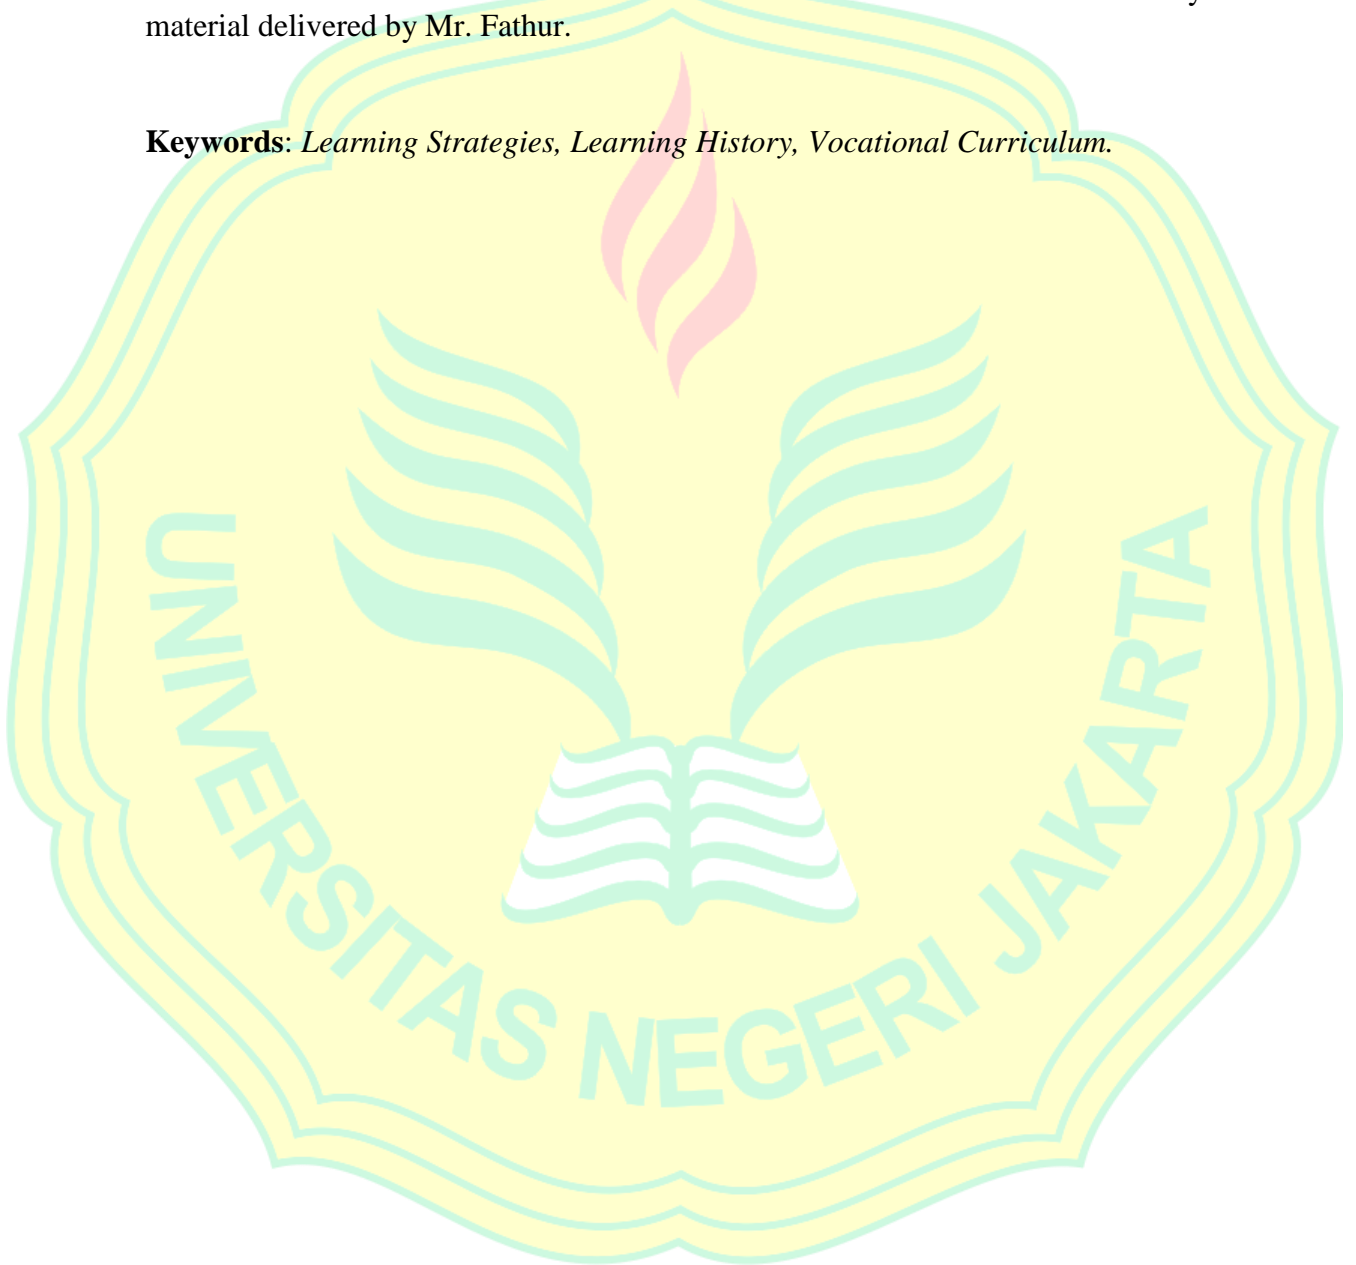 material delivered by Mr. Fathur.
Keywords: Learning Strategies, Learning History, Vocational Curriculum.
UNIVERSITAS NEGERI JAKARTA